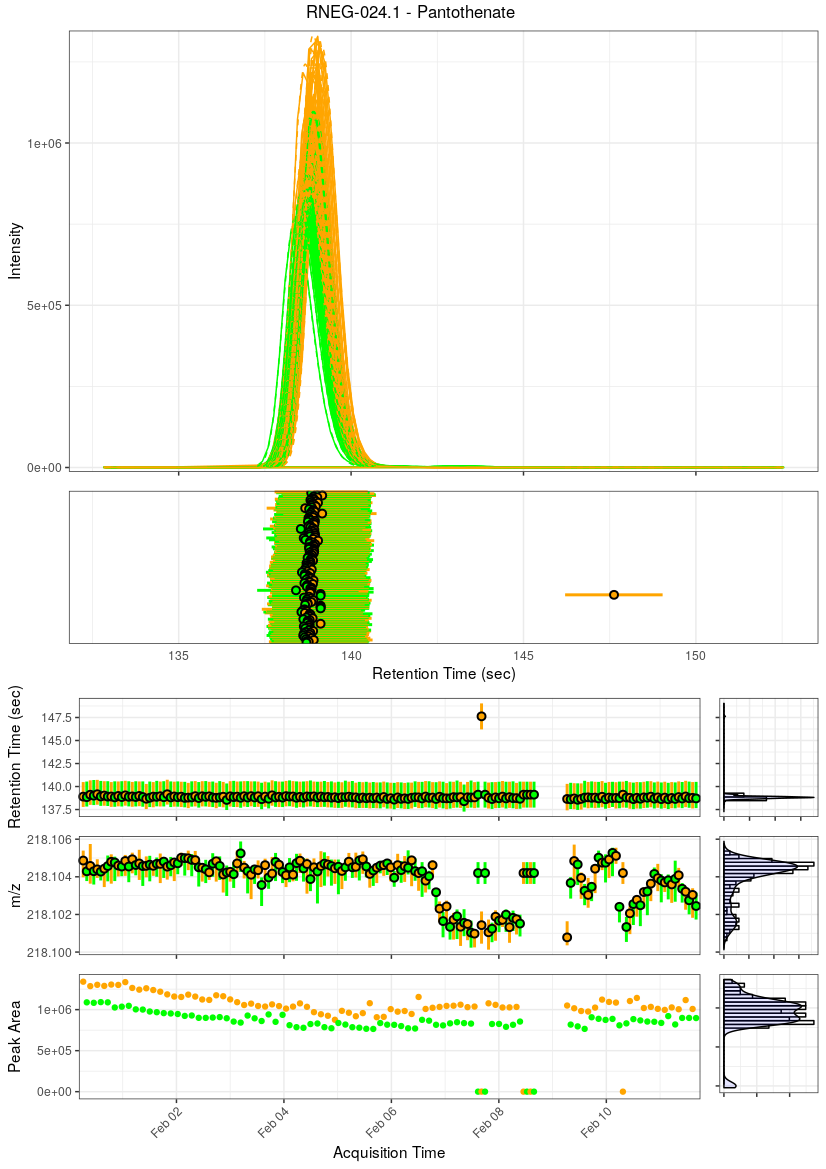 RNEG-024.1 - Pantothenate
Intensity
1e+06
5e+05
0e+00
135
140
145
150
Retention Time (sec)
Retention Time (sec)
147.5
145.0
142.5
140.0
137.5
m/z
218.106
218.104
218.102
218.100
Peak Area
1e+06
5e+05
0e+00
Feb 02
Feb 04
Feb 06
Feb 08
Feb 10
Acquisition Time